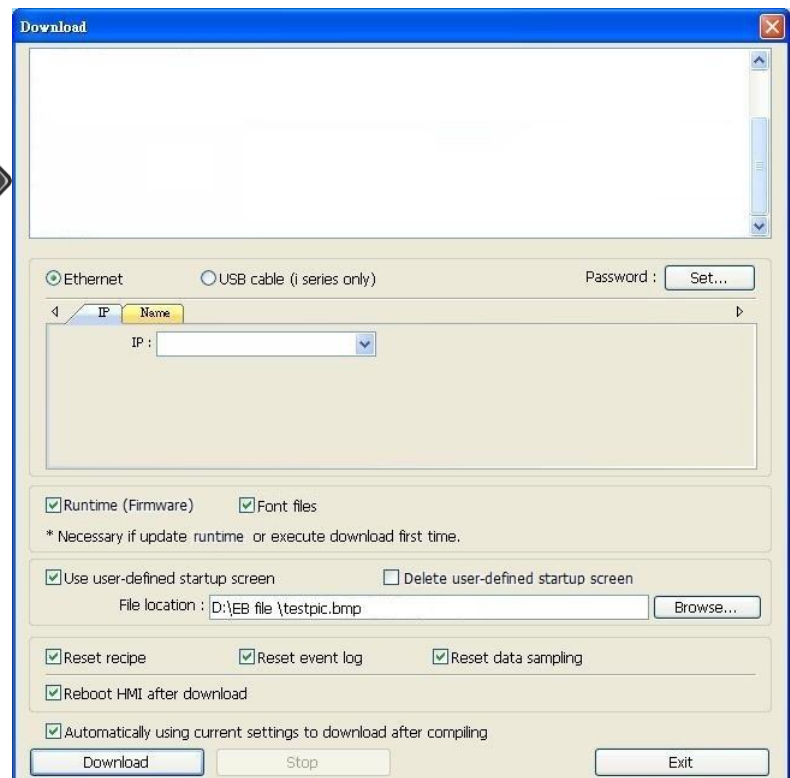 Download
Ethernet USB cable (i series only) Password : Set...
IP Name
IP :
Runtime (Firmware) Font files
* Necessary if update runtime or execute download first time.
Use user-defined startup screen Delete user-defined startup screen
File location : D:\EB file \testpic.bmp Browse...
Reset recipe Reset event log Reset data sampling
Reboot HMI after download
Automatically using current settings to download after compiling
Download Stop Exit